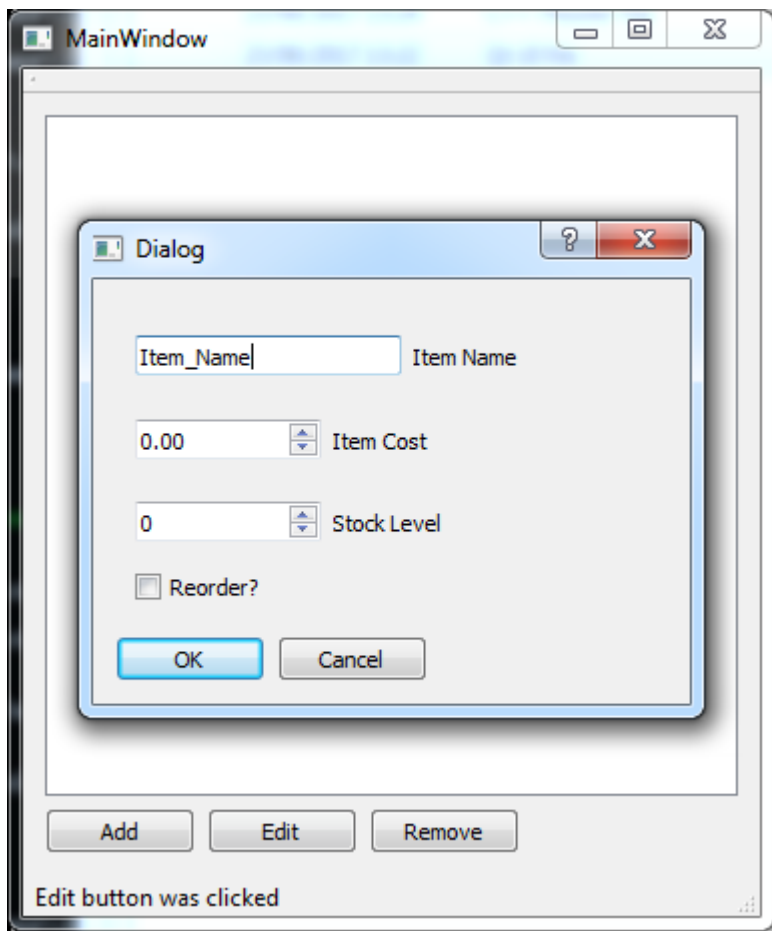 MainWindow
Dialog
Item_Name Item Name
0.00 Item Cost
0 Stock Level
Reorder?
OK Cancel
Add Edit Remove
Edit button was clicked